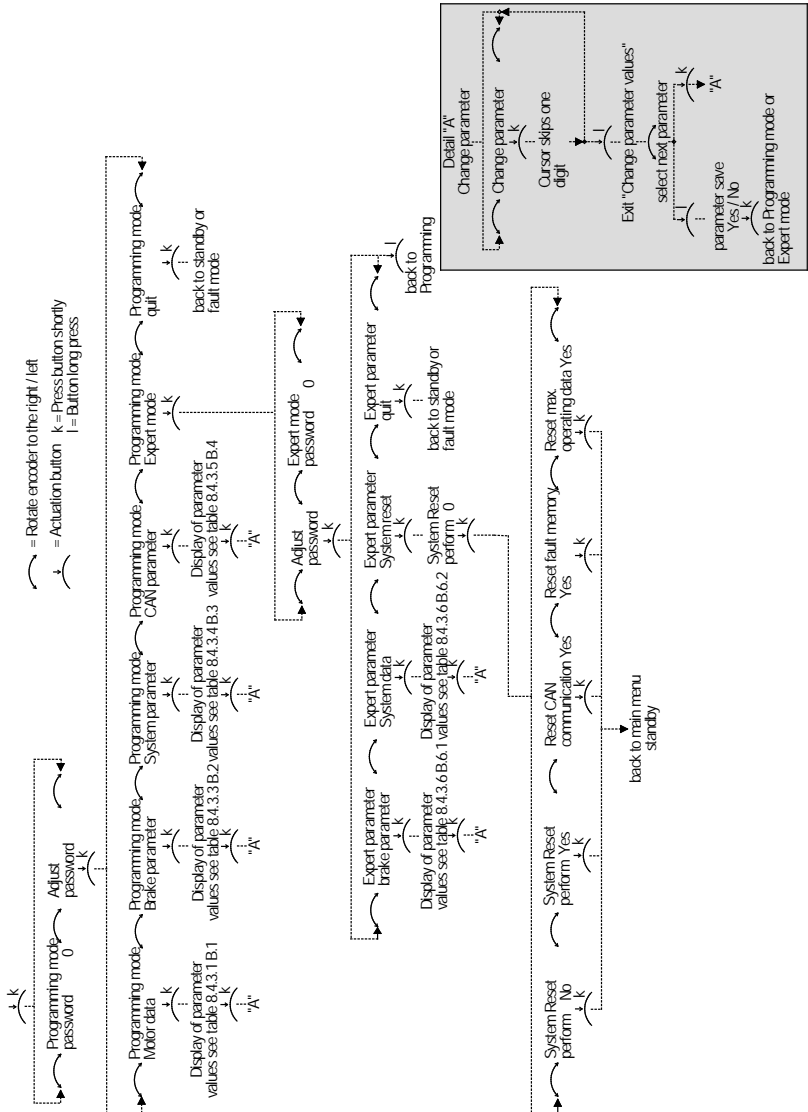 = Rotate encoder to the right / left
= Actuation button k = Press button shortly
l = Button long press
k
Programming mode
password 0
Adjust
password
k
Programming mode
Motor data
k
Display of parameter
values see table 8.4.3.1 B.1
k
"A"
Programming mode
Brake parameter
k
Display of parameter
values see table 8.4.3.3 B.2
k
"A"
Programming mode
System parameter
k
Display of parameter
values see table 8.4.3.4 B.3
k
"A"
Programming mode
CAN parameter
k
Display of parameter
values see table 8.4.3.5 B.4
k
"A"
Programming mode
Expert mode
k
Programming mode
quit
k
back to standby or
fault mode
Adjust
password
k
Expert mode
password 0
Expert parameter
brake parameter
k
Display of parameter
values see table 8.4.3.6 B.6.1
k
"A"
Expert parameter
System data
k
Display of parameter
values see table 8.4.3.6 B.6.2
k
"A"
Expert parameter
System reset
k
System Reset
perform 0
k
Expert parameter
quit
k
back to standby or
fault mode
l
back to
Programming
System Reset
perform No
k
System Reset
perform Yes
k
Reset CAN
communication Yes
k
Reset fault memory
Yes
k
Reset max.
operating data Yes
k
back to main menu
standby
Detail "A"
Change parameter
Change parameter
k
Cursor skips one
digit
l
Exit "Change parameter values"
select next parameter
l
parameter save
Yes / No
k
back to Programming mode or
Expert mode
k
"A"